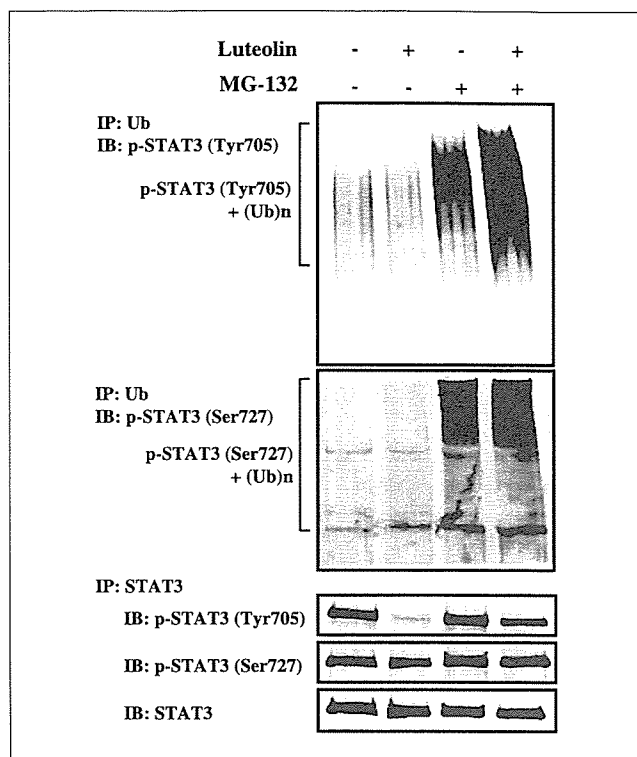 Luteolin - + - +
MG-132 - - + +
IP: Ub
IB: p-STAT3 (Tyr705)
p-STAT3 (Tyr705)
+ (Ub)n
IP: Ub
IB: p-STAT3 (Ser727)
p-STAT3 (Ser727)
+ (Ub)n
IP: STAT3
IB: p-STAT3 (Tyr705)
IB: p-STAT3 (Ser727)
IB: STAT3